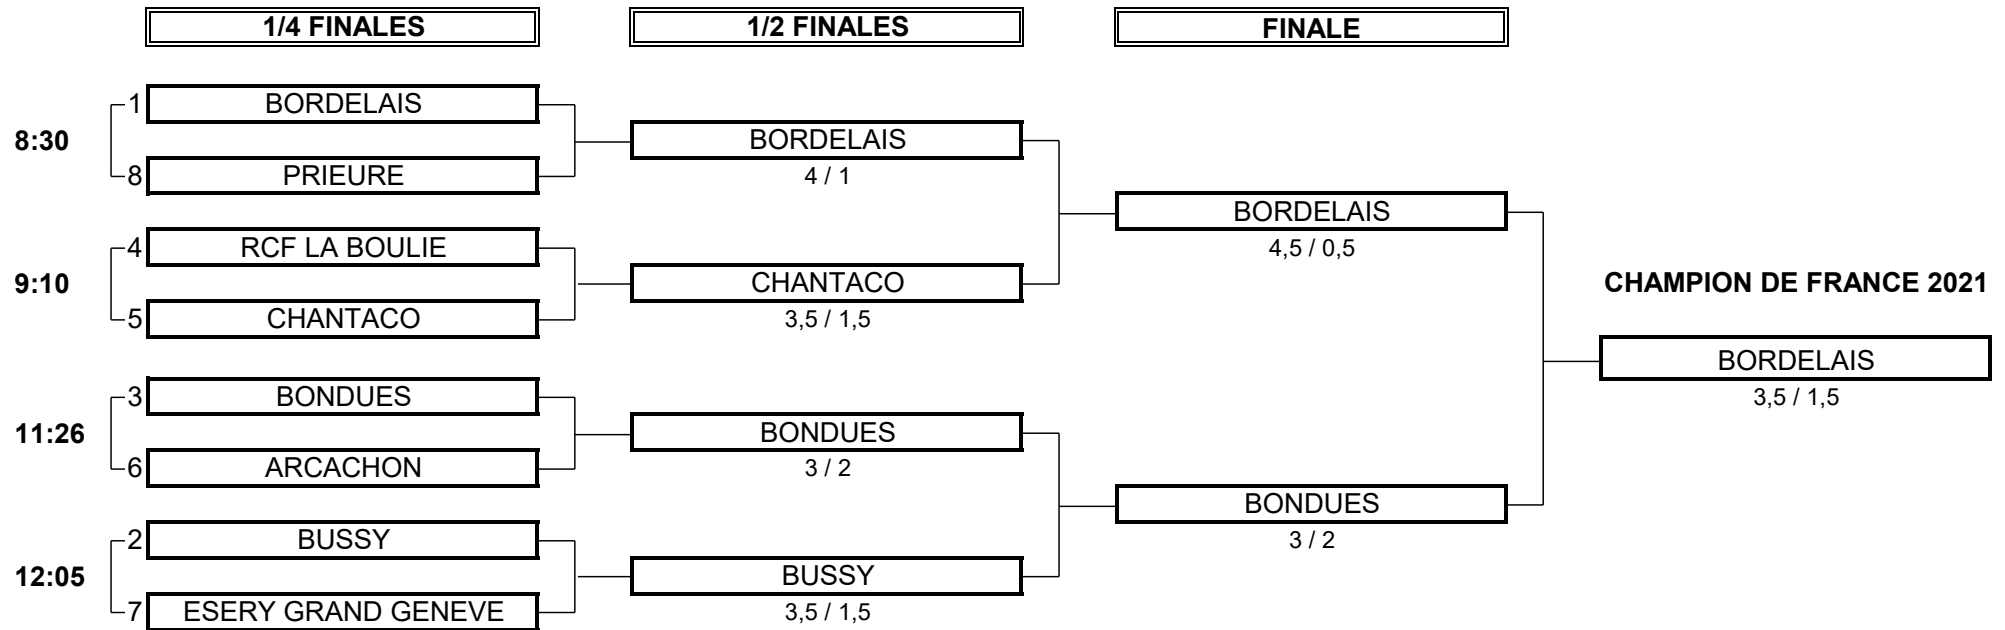 1/4 FINALES
1/2 FINALES
FINALE
8:30
1
BORDELAIS
8
PRIEURE
BORDELAIS
4 / 1
9:10
4
RCF LA BOULIE
5
CHANTACO
CHANTACO
3,5 / 1,5
BORDELAIS
4,5 / 0,5
11:26
3
BONDUES
6
ARCACHON
BONDUES
3 / 2
12:05
2
BUSSY
7
ESERY GRAND GENEVE
BUSSY
3,5 / 1,5
BONDUES
3 / 2
CHAMPION DE FRANCE 2021
BORDELAIS
3,5 / 1,5